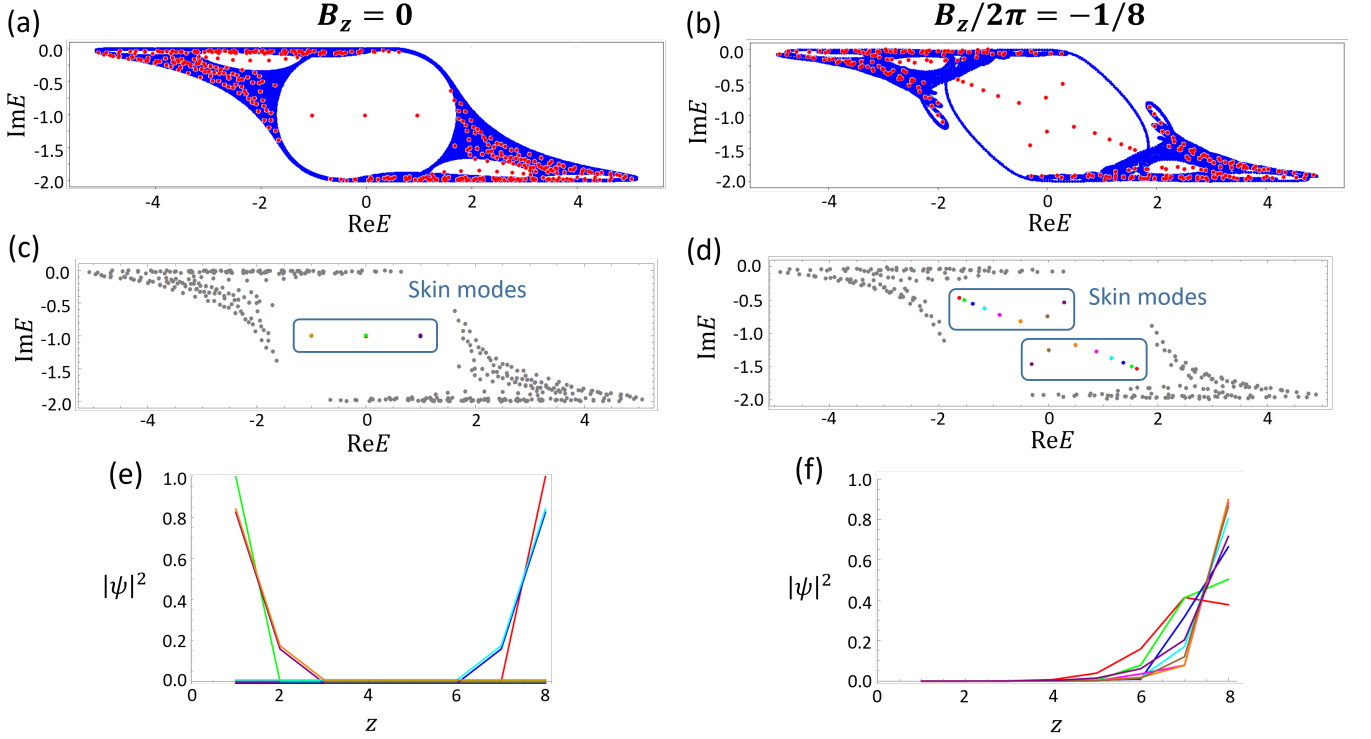 B_z = 0
B_z/2π = −1/8
(a)
0.0
-0.5
-1.0
-1.5
-2.0
ImE
-4 -2 0 2 4
ReE
(b)
0.0
-0.5
-1.0
-1.5
-2.0
ImE
-4 -2 0 2 4
ReE
(c)
0.0
-0.5
-1.0
-1.5
-2.0
ImE
Skin modes
-4 -2 0 2 4
ReE
(d)
0.0
-0.5
-1.0
-1.5
-2.0
ImE
Skin modes
-4 -2 0 2 4
ReE
(e)
1.0
0.8
0.6
0.4
0.2
0.0
|ψ|²
0 2 4 6 8
z
(f)
1.0
0.8
0.6
0.4
0.2
0.0
|ψ|²
0 2 4 6 8
z